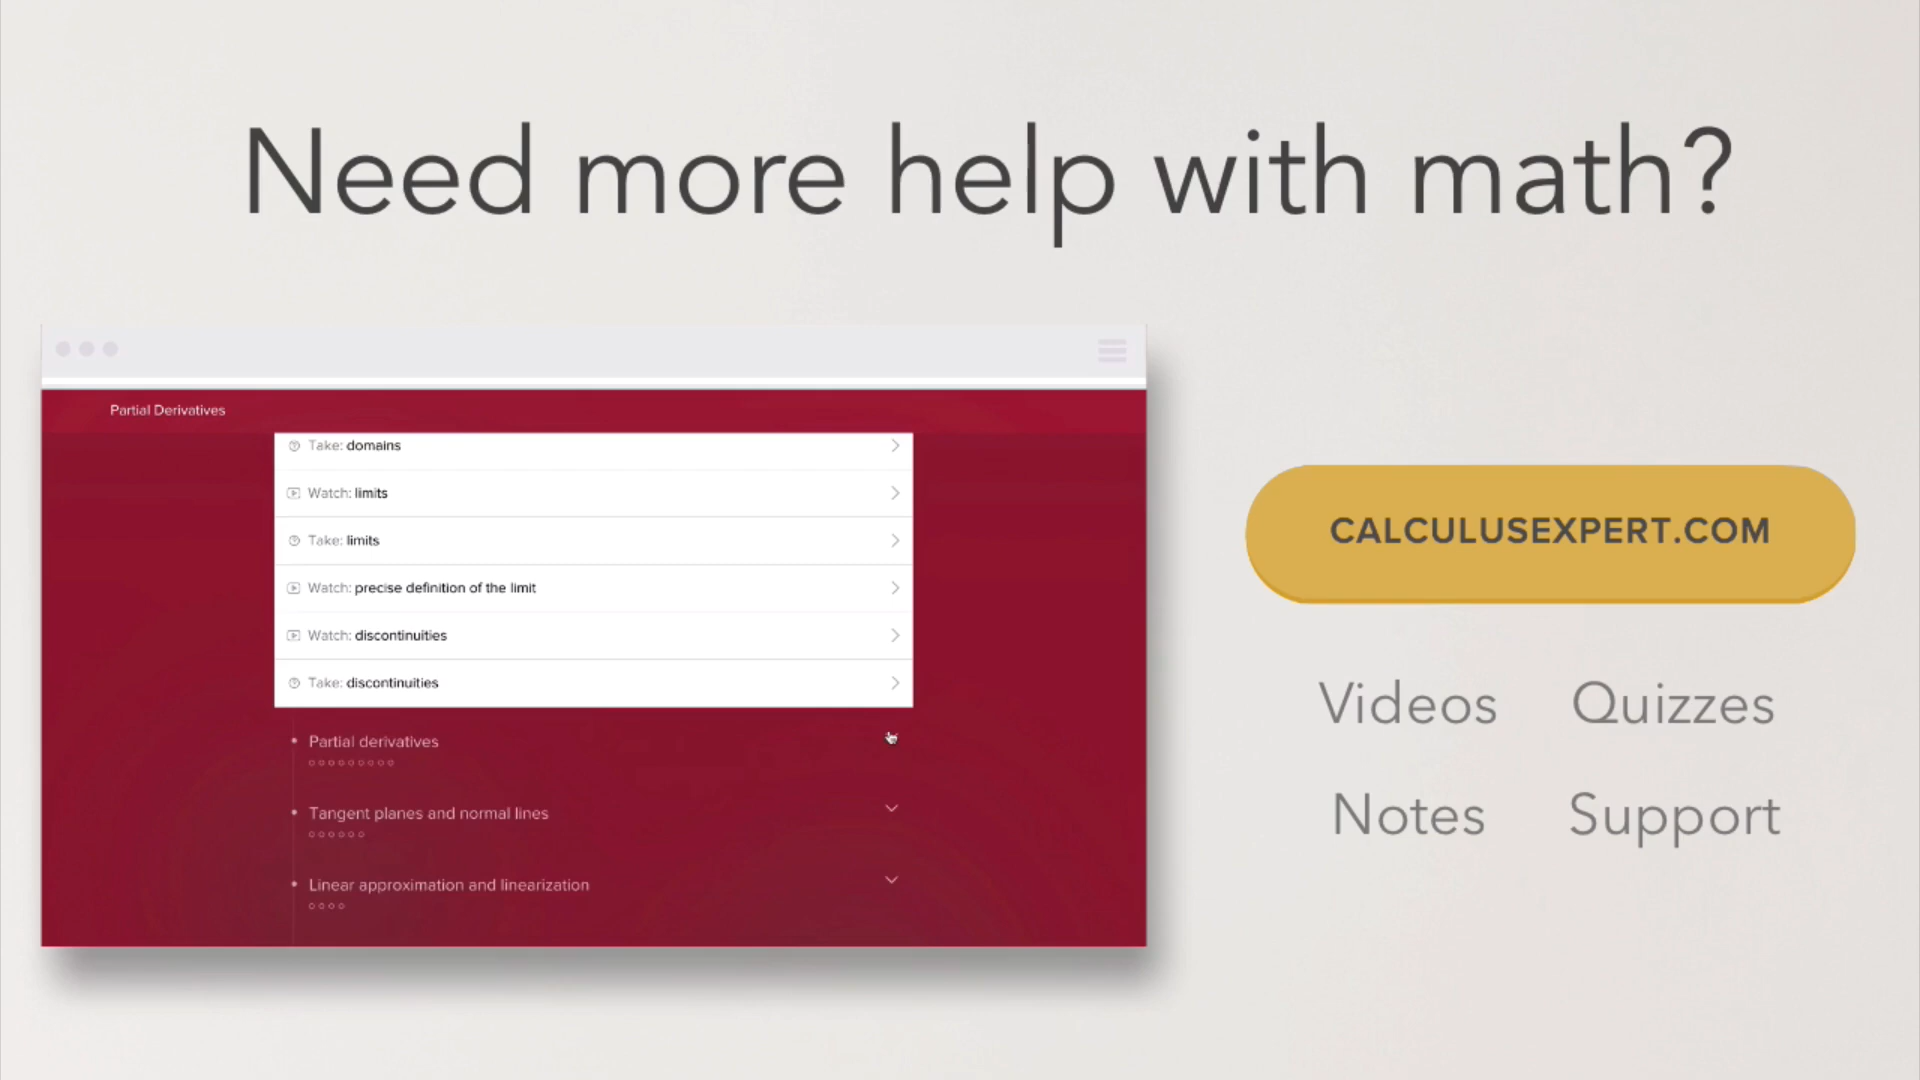 Need more help with math?
Partial Derivatives
Take: domains
Watch: limits
Take: limits
Watch: precise definition of the limit
Watch: discontinuities
Take: discontinuities
Partial derivatives
Tangent planes and normal lines
Linear approximation and linearization
CALCULUSEXPERT.COM
Videos Quizzes
Notes Support